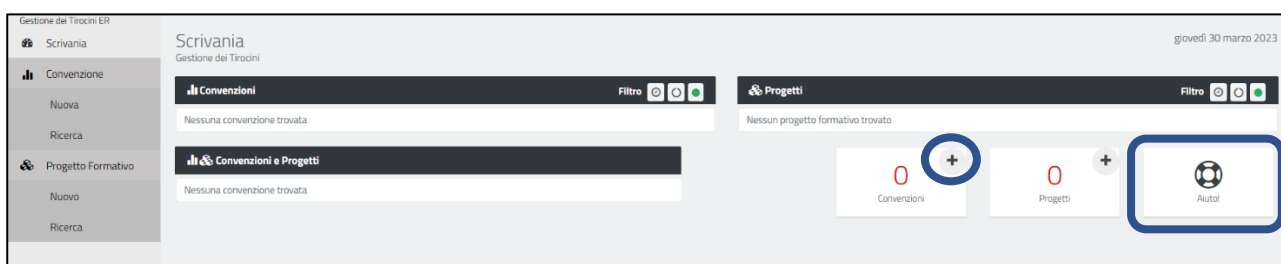 Gestione dei Tirocini ER
Scrivania
Convenzione
Nuova
Ricerca
Progetto Formativo
Nuovo
Ricerca
Scrivania
Gestione dei Tirocini
giovedì 30 marzo 2023
Convenzioni Filtro
Nessuna convenzione trovata
Progetti Filtro
Nessun progetto formativo trovato
Convenzioni e Progetti
Nessuna convenzione trovata
0 +
Convenzioni
0 +
Progetti
Aiuto!